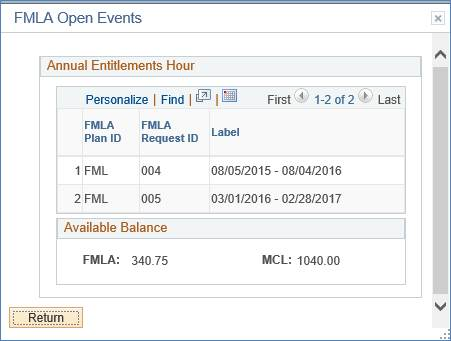 FMLA Open Events
Annual Entitlements Hour
Personalize | Find | | First 1-2 of 2 Last
FMLA Plan ID FMLA Request ID Label
1 FML 004 08/05/2015 - 08/04/2016
2 FML 005 03/01/2016 - 02/28/2017
Available Balance
FMLA: 340.75 MCL: 1040.00
Return